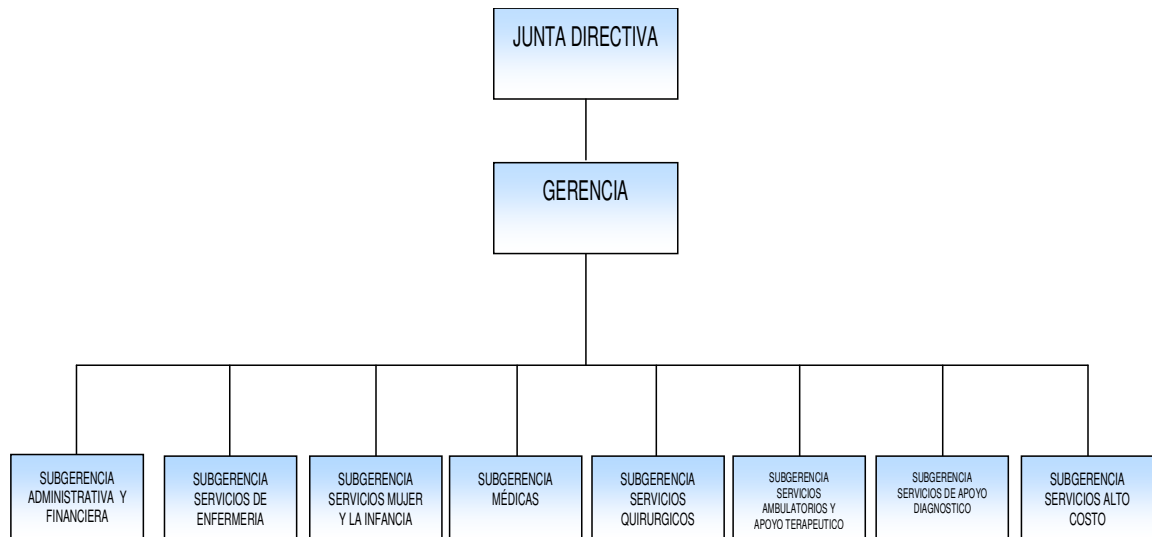 JUNTA DIRECTIVA
GERENCIA
SUBGERENCIA
ADMINISTRATIVA Y
FINANCIERA
SUBGERENCIA
SERVICIOS DE
ENFERMERIA
SUBGERENCIA
SERVICIOS MUJER
Y LA INFANCIA
SUBGERENCIA
MÉDICAS
SUBGERENCIA
SERVICIOS
QUIRURGICOS
SUBGERENCIA
SERVICIOS
AMBULATORIOS Y
APOYO TERAPEUTICO
SUBGERENCIA
SERVICIOS DE APOYO
DIAGNOSTICO
SUBGERENCIA
SERVICIOS ALTO
COSTO